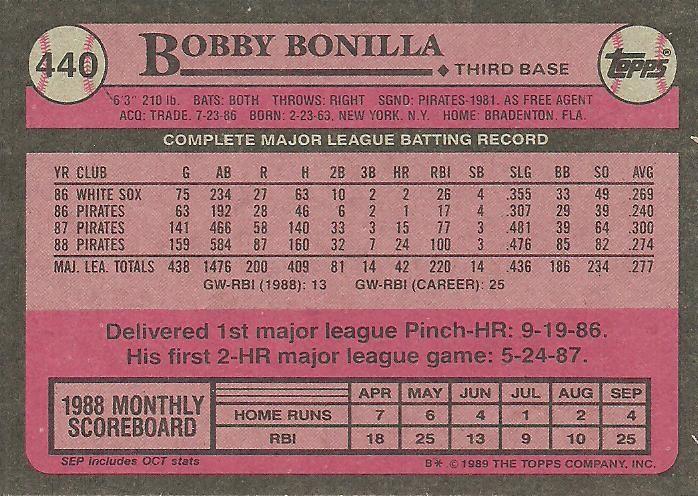 440
BOBBY BONILLA
◆ THIRD BASE
Topps®
6'3" 210 lb. BATS: BOTH THROWS: RIGHT SGND: PIRATES-1981. AS FREE AGENT
ACQ: TRADE. 7-23-86 BORN: 2-23-63, NEW YORK. N.Y. HOME: BRADENTON, FLA.
COMPLETE MAJOR LEAGUE BATTING RECORD
YR CLUB G AB R H 2B 3B HR RBI SB SLG BB SO AVG
86 WHITE SOX 75 234 27 63 10 2 2 26 4 .355 33 49 .269
86 PIRATES 63 192 28 46 6 2 1 17 4 .307 29 39 .240
87 PIRATES 141 466 58 140 33 3 15 77 3 .481 39 64 .300
88 PIRATES 159 584 87 160 32 7 24 100 3 .476 85 82 .274
MAJ. LEA. TOTALS 438 1476 200 409 81 14 42 220 14 .436 186 234 .277
GW-RBI (1988): 13 GW-RBI (CAREER): 25
Delivered 1st major league Pinch-HR: 9-19-86.
His first 2-HR major league game: 5-24-87.
1988 MONTHLY
SCOREBOARD
APR MAY JUN JUL AUG SEP
HOME RUNS 7 6 4 1 2 4
RBI 18 25 13 9 10 25
SEP includes OCT stats
B* © 1989 THE TOPPS COMPANY, INC.